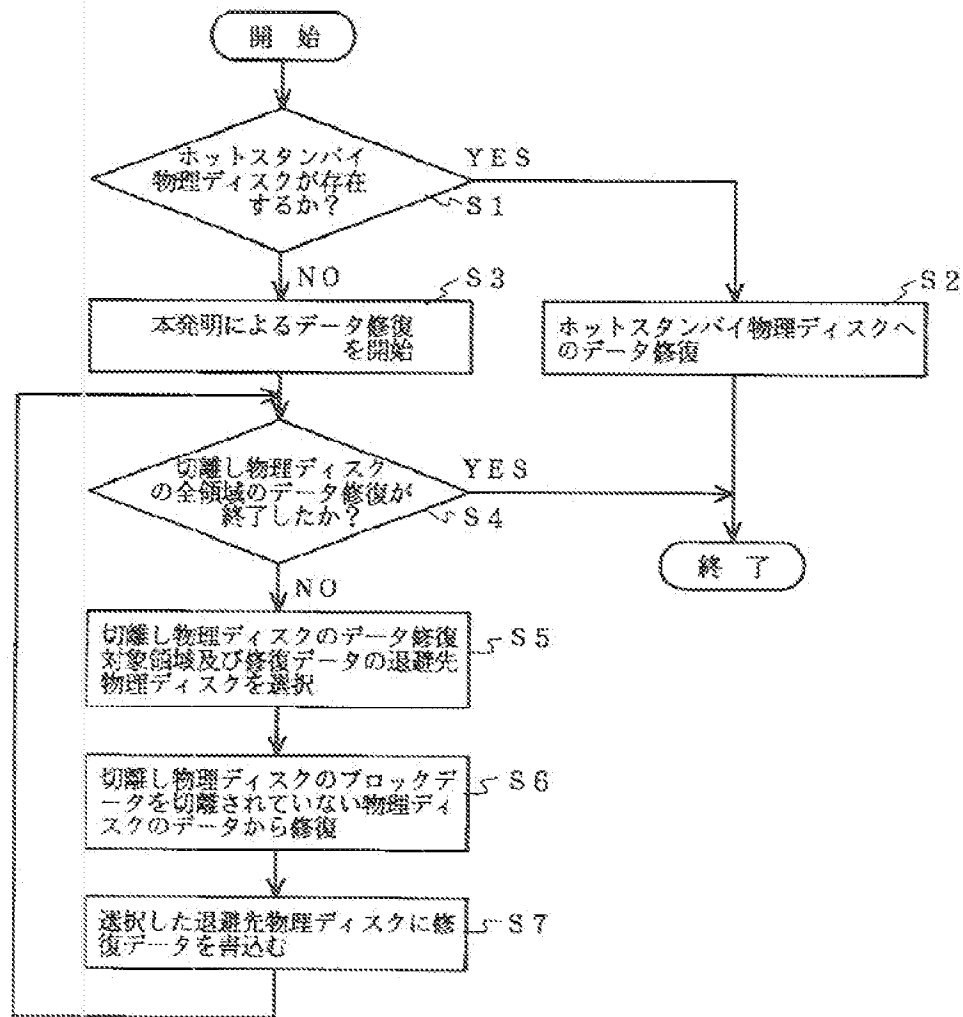 開 始
ホットスタンバイ
物理ディスクが存在
するか?
YES
S1
NO
S3
本発明によるデータ修復
を開始
S2
ホットスタンバイ物理ディスクへ
のデータ修復
切離し物理ディスク
の全領域のデータ修復が
終了したか?
YES
S4
終 了
NO
切離し物理ディスクのデータ修復
対象領域及び修復データの退避先
物理ディスクを選択
S5
切離し物理ディスクのブロックデ
ータを切離されていない物理ディ
スクのデータから修復
S6
選択した退避先物理ディスクに修
復データを書込む
S7